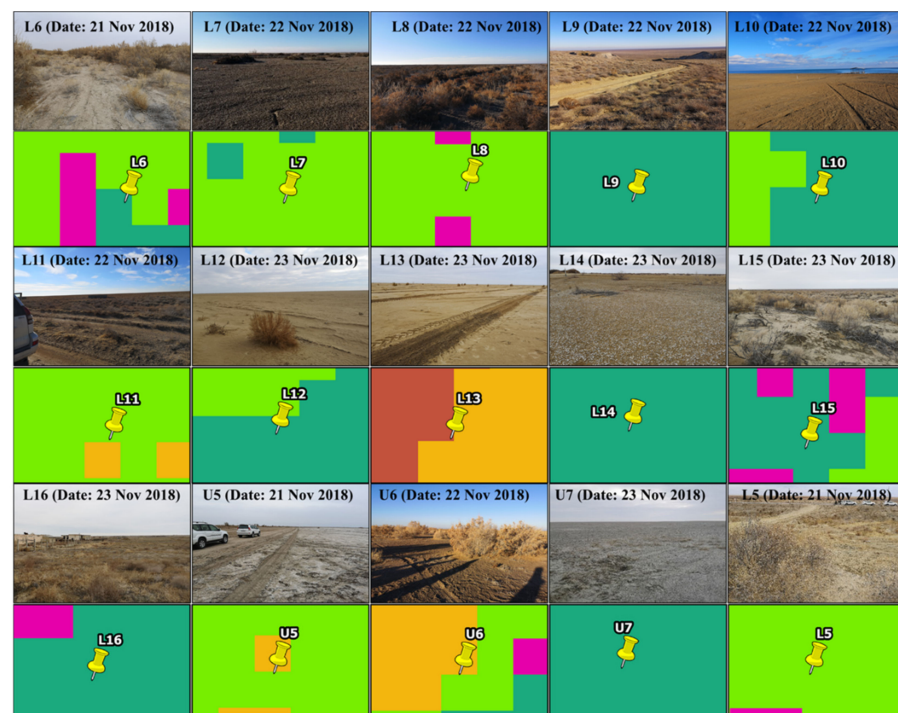 L6 (Date: 21 Nov 2018)
L7 (Date: 22 Nov 2018)
L8 (Date: 22 Nov 2018)
L9 (Date: 22 Nov 2018)
L10 (Date: 22 Nov 2018)
L6
L7
L8
L9
L10
L11 (Date: 22 Nov 2018)
L12 (Date: 23 Nov 2018)
L13 (Date: 23 Nov 2018)
L14 (Date: 23 Nov 2018)
L15 (Date: 23 Nov 2018)
L11
L12
L13
L14
L15
L16 (Date: 23 Nov 2018)
U5 (Date: 21 Nov 2018)
U6 (Date: 22 Nov 2018)
U7 (Date: 23 Nov 2018)
L5 (Date: 21 Nov 2018)
L16
U5
U6
U7
L5